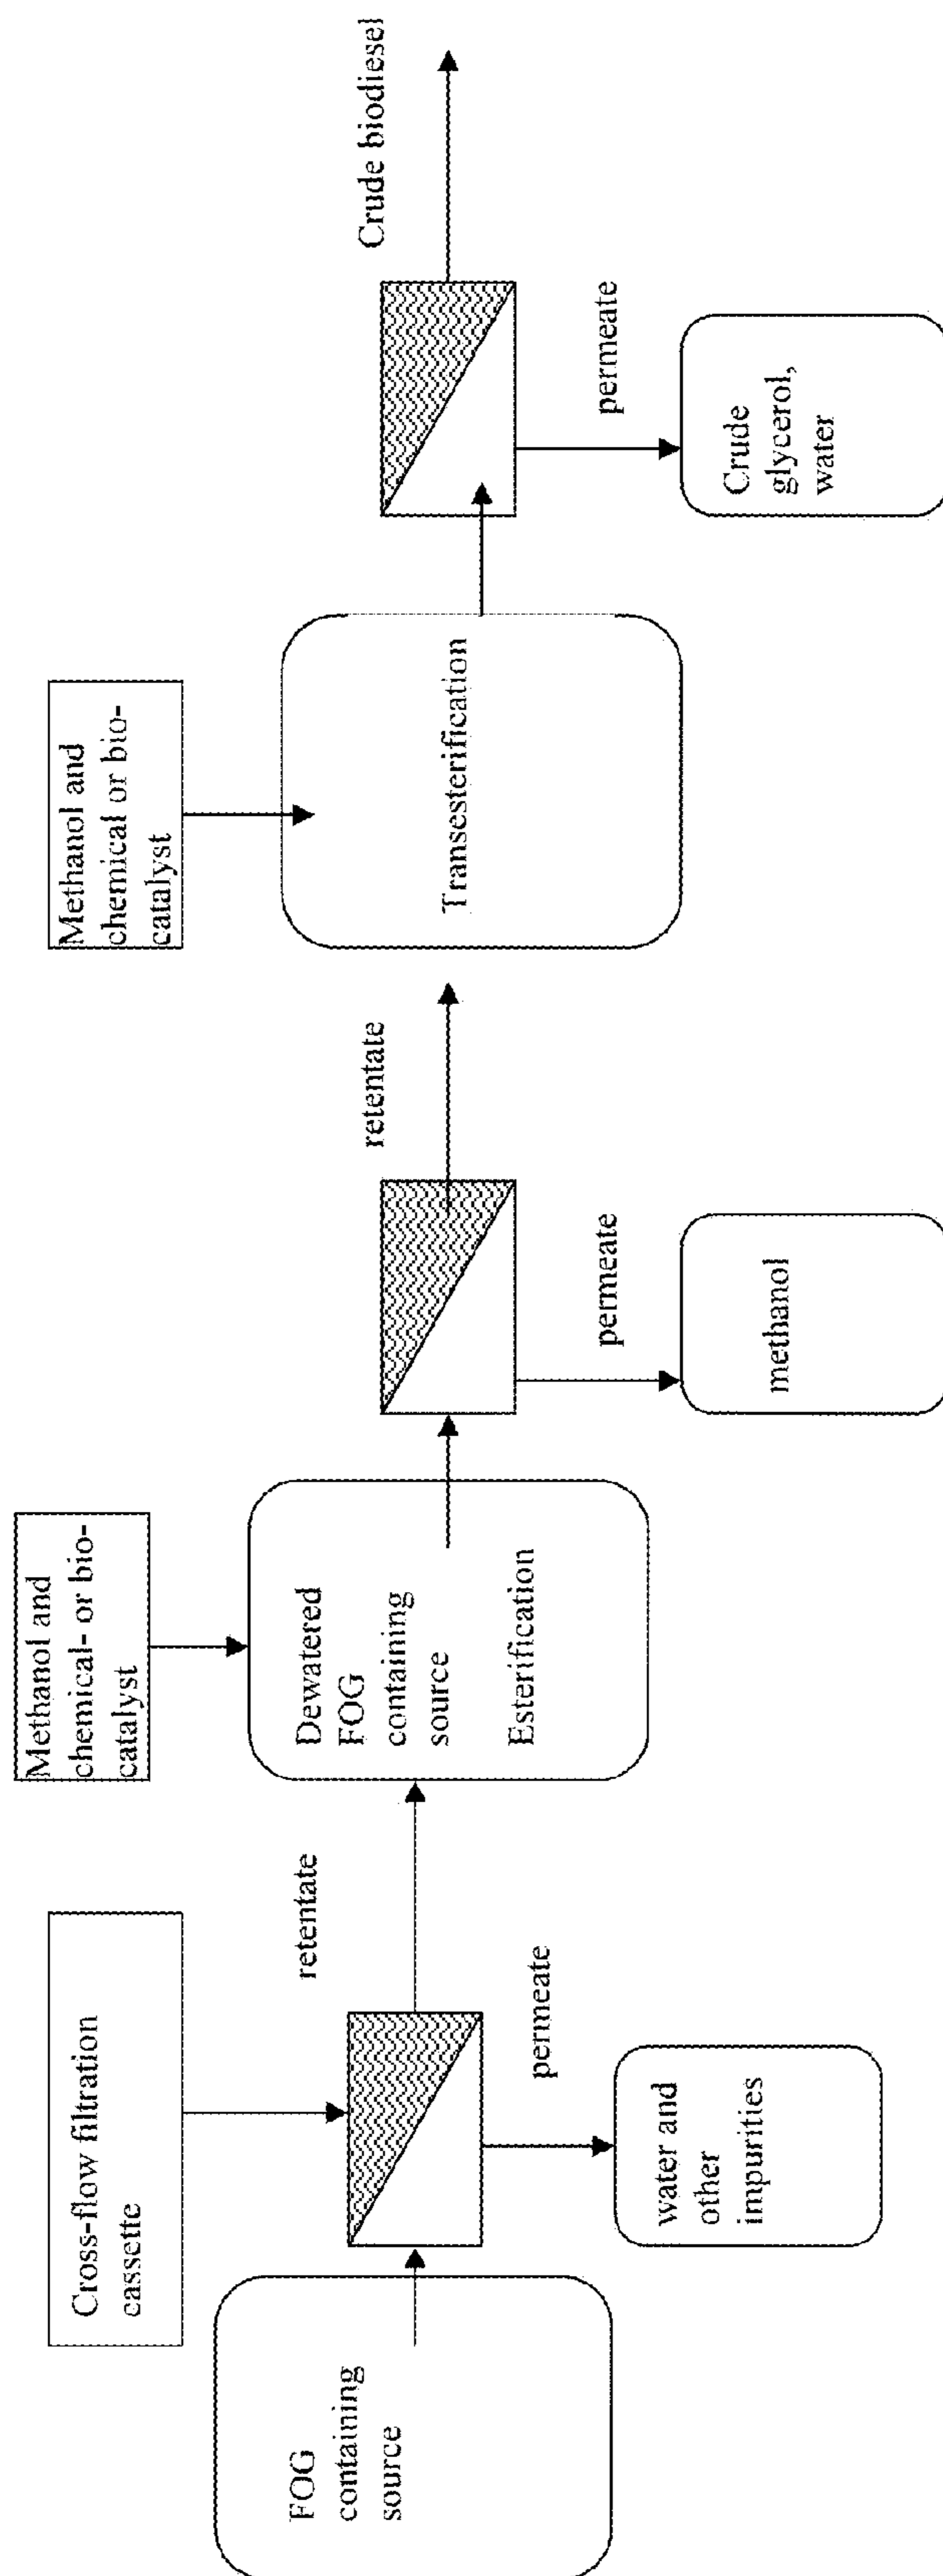 FOG
containing
source
Cross-flow filtration
cassette
retentate
permeate
water and
other
impurities
Methanol and
chemical- or bio-
catalyst
Dewatered
FOG
containing
source
Esterification
retentate
permeate
methanol
Methanol and
chemical or bio-
catalyst
Transesterification
permeate
Crude
glycerol,
water
Crude biodiesel